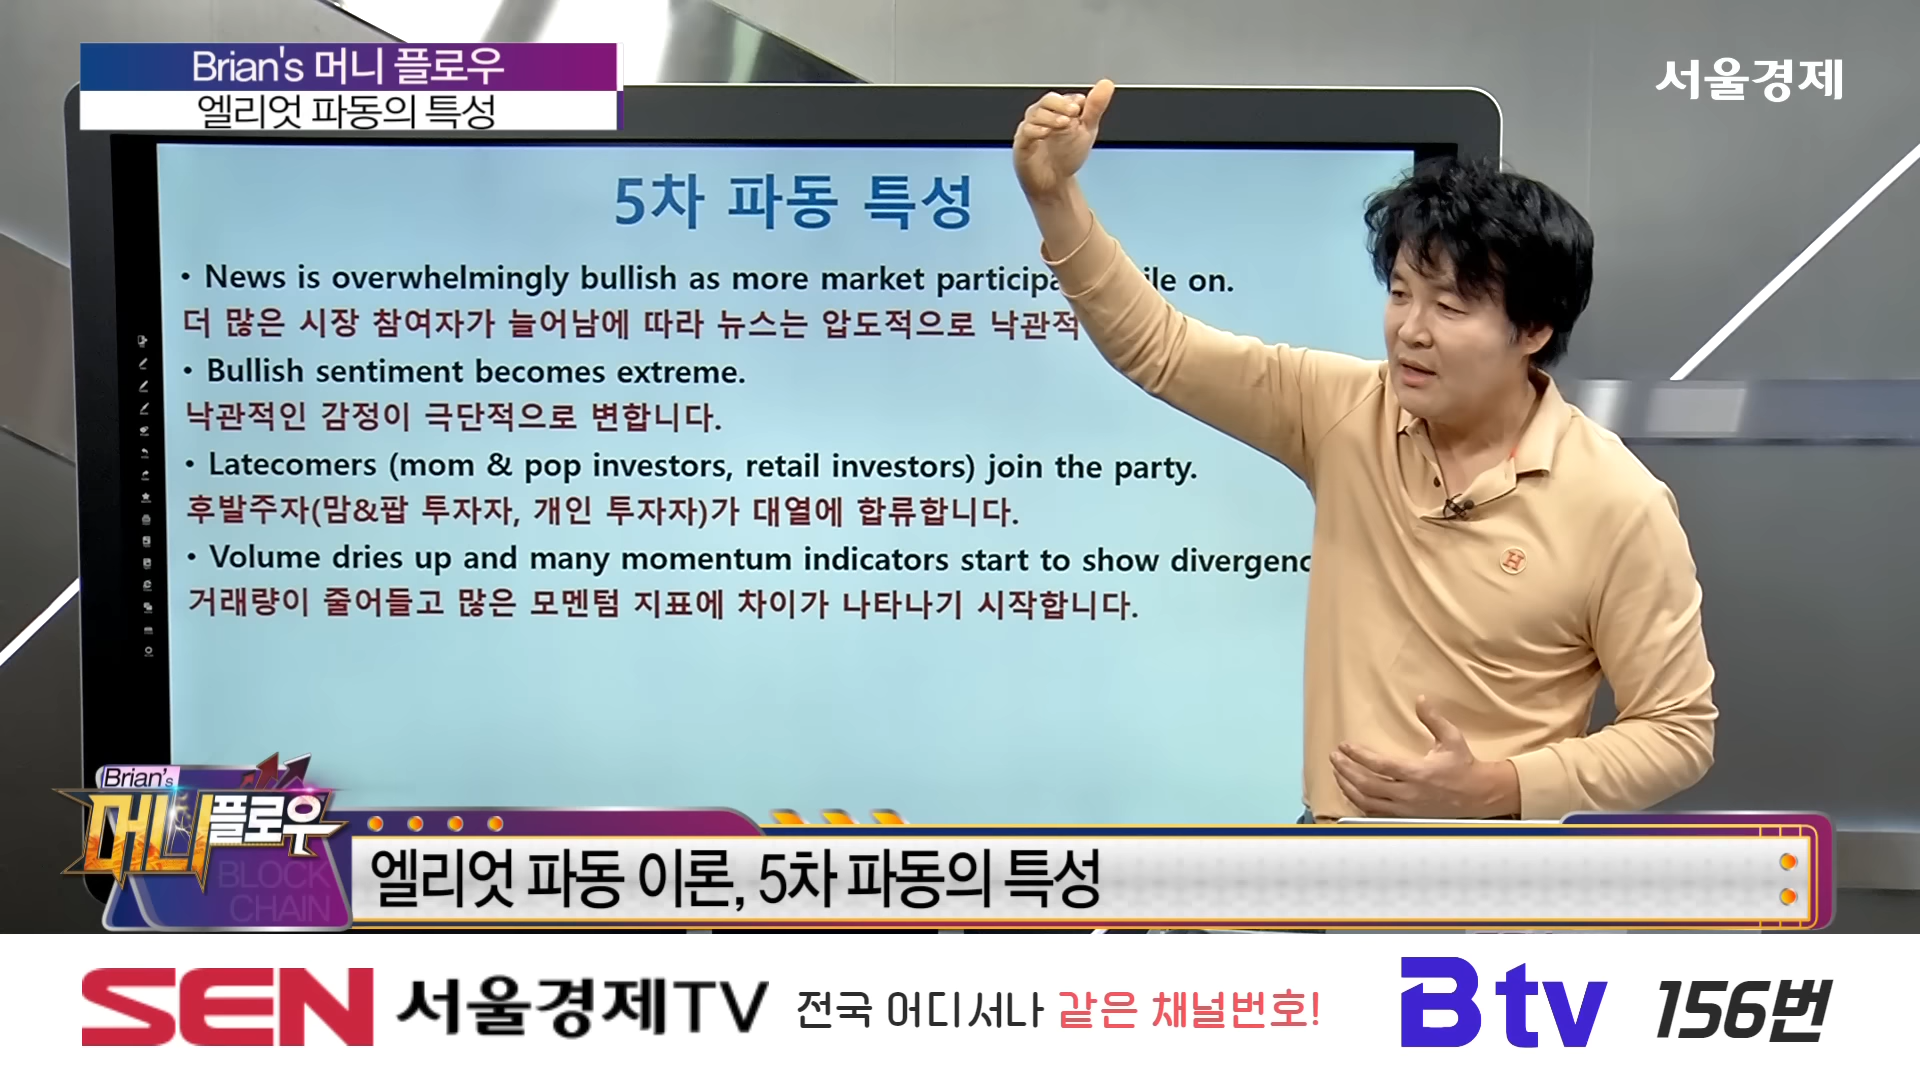 Brian's 머니 플로우
엘리엇 파동의 특성
서울경제
5차 파동 특성
• News is overwhelmingly bullish as more market participa ile on.
더 많은 시장 참여자가 늘어남에 따라 뉴스는 압도적으로 낙관적
• Bullish sentiment becomes extreme.
낙관적인 감정이 극단적으로 변합니다.
• Latecomers (mom & pop investors, retail investors) join the party.
후발주자(맘&팝 투자자, 개인 투자자)가 대열에 합류합니다.
• Volume dries up and many momentum indicators start to show divergenc
거래량이 줄어들고 많은 모멘텀 지표에 차이가 나타나기 시작합니다.
H
Brian's
머니플로우
BLOCK
CHAIN
엘리엇 파동 이론, 5차 파동의 특성
SEN 서울경제TV 전국 어디서나 같은 채널번호! B tv 156번